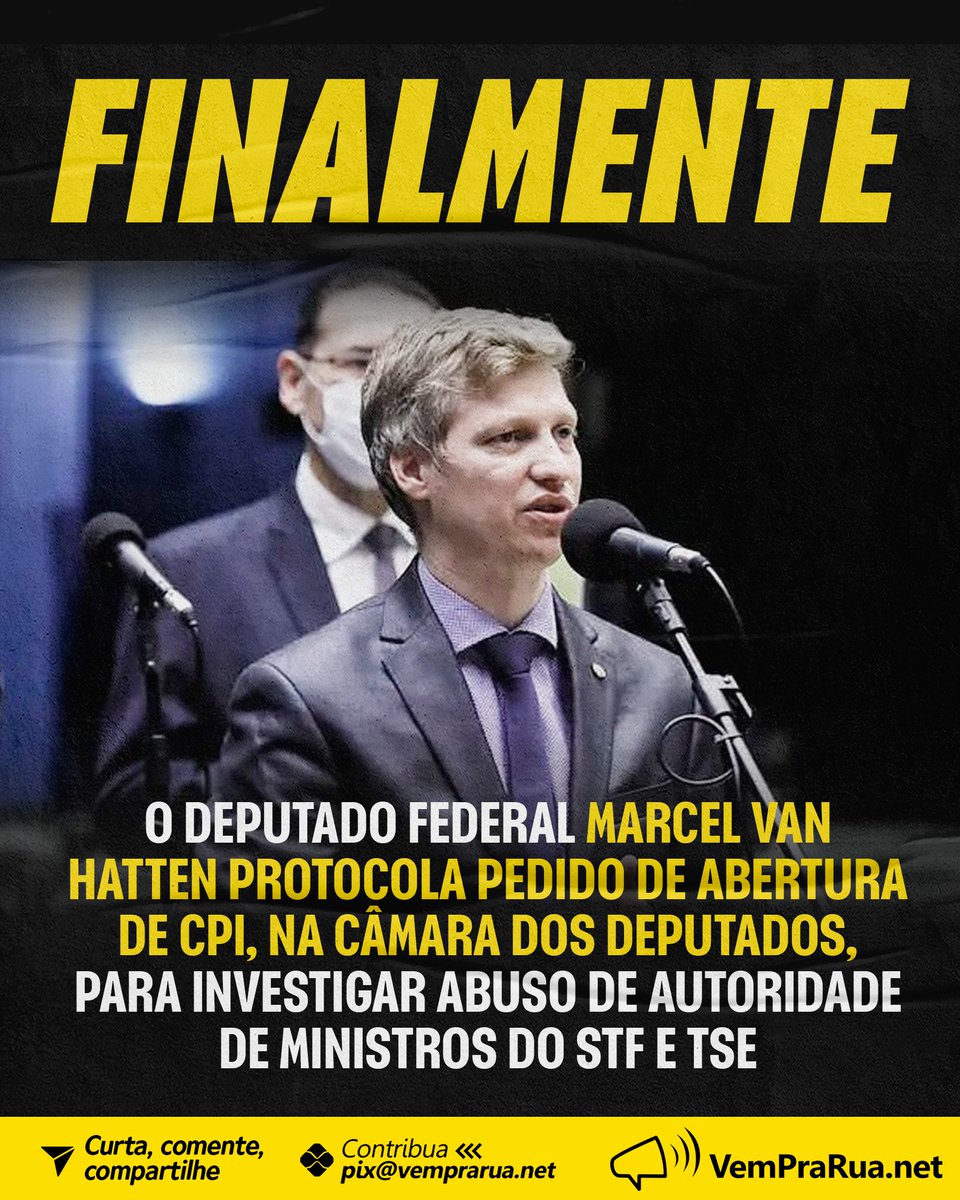 FINALMENTE
O DEPUTADO FEDERAL MARCEL VAN
HATTEN PROTOCOLA PEDIDO DE ABERTURA
DE CPI, NA CÂMARA DOS DEPUTADOS,
PARA INVESTIGAR ABUSO DE AUTORIDADE
DE MINISTROS DO STF E TSE
Curta, comente,
compartilhe
Contribua
pix@vemprarua.net
VemPraRua.net